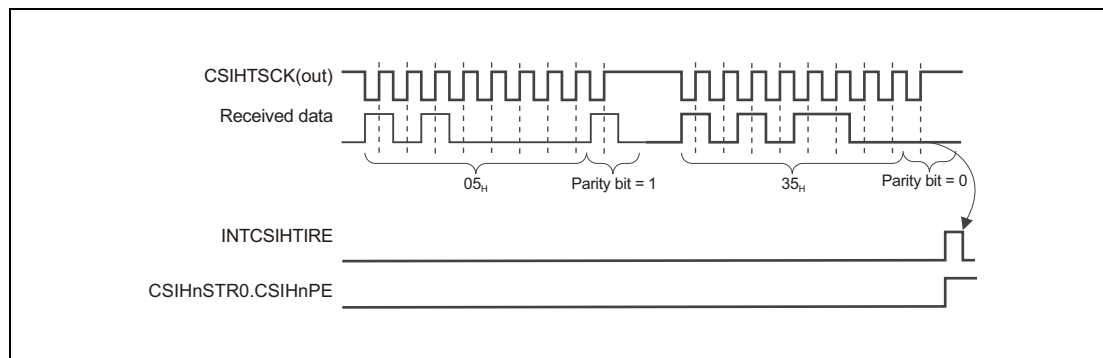 CSIHTSCK(out)
Received data
05H
Parity bit = 1
35H
Parity bit = 0
INTCSIHTIRE
CSIHnSTR0.CSIHnPE